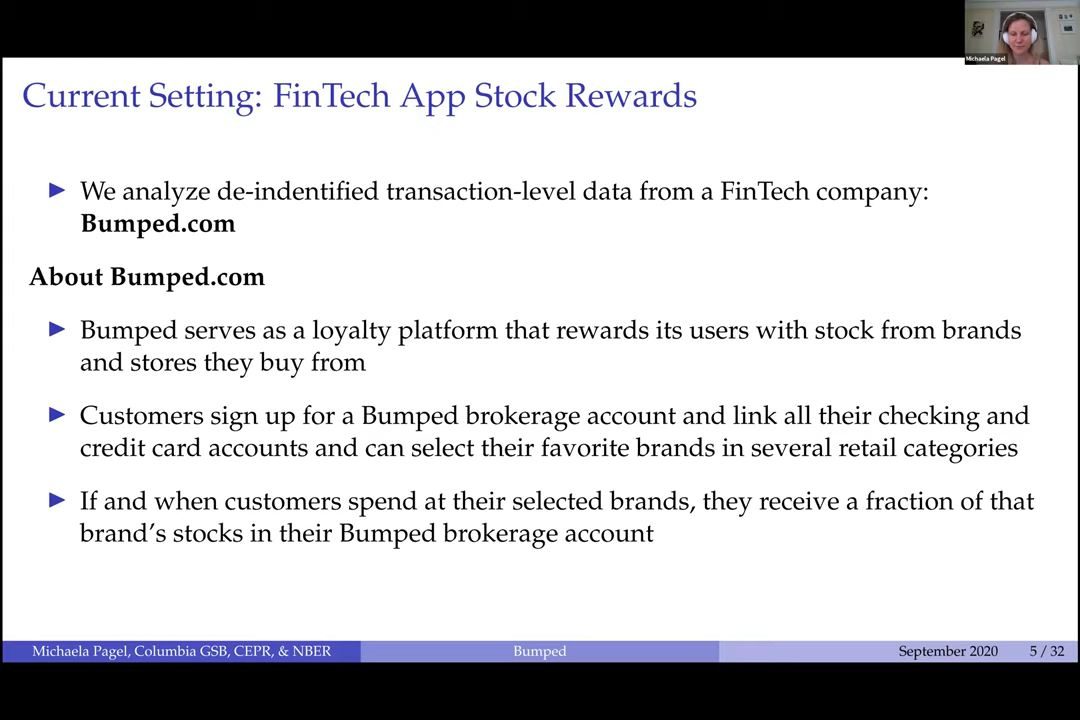 Michaela Pagel
Current Setting: FinTech App Stock Rewards
We analyze de-indentified transaction-level data from a FinTech company:
Bumped.com
About Bumped.com
Bumped serves as a loyalty platform that rewards its users with stock from brands
and stores they buy from
Customers sign up for a Bumped brokerage account and link all their checking and
credit card accounts and can select their favorite brands in several retail categories
If and when customers spend at their selected brands, they receive a fraction of that
brand's stocks in their Bumped brokerage account
Michaela Pagel, Columbia GSB, CEPR, & NBER Bumped September 2020 5 / 32